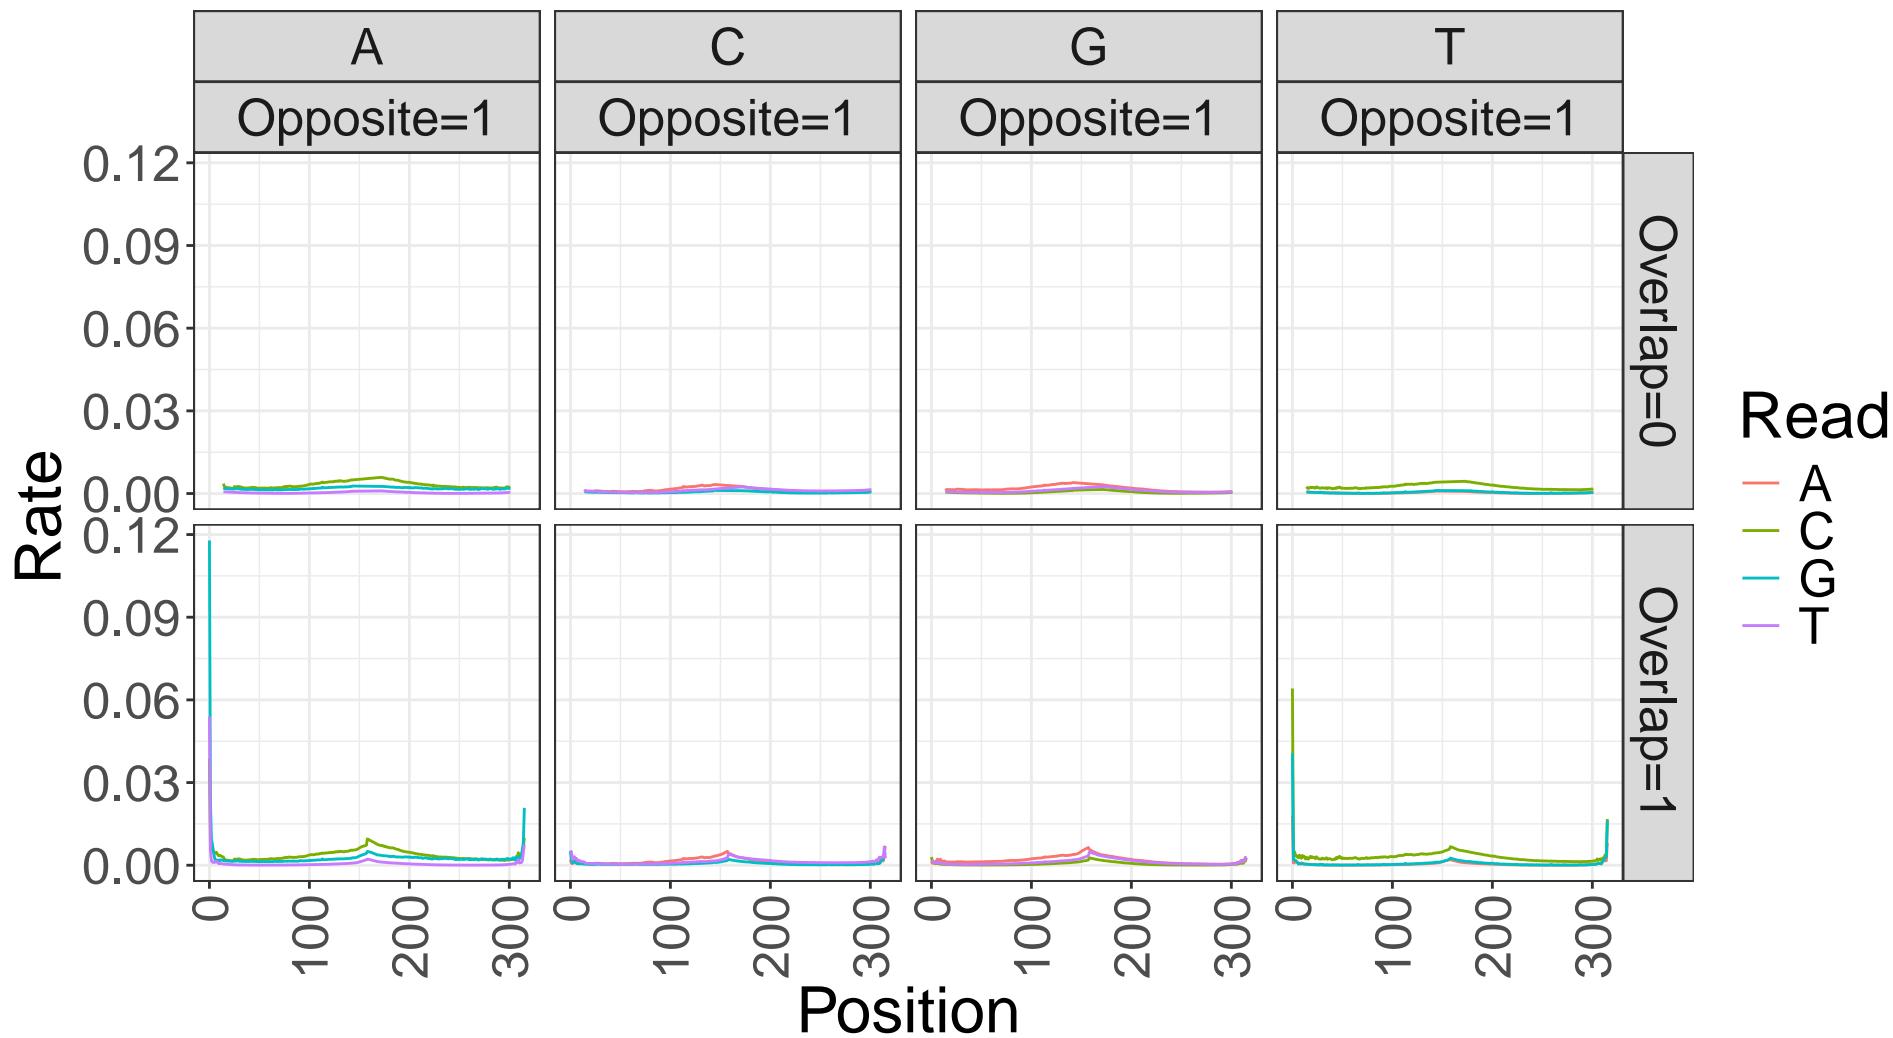 A C G T
Opposite=1 Opposite=1 Opposite=1 Opposite=1
0.12
0.09
0.06
0.03
0.00
Overlap=0
0.12
0.09
0.06
0.03
0.00
Overlap=1
Rate
0 100 200 300 0 100 200 300 0 100 200 300 0 100 200 300
Position
Read
A
C
G
T